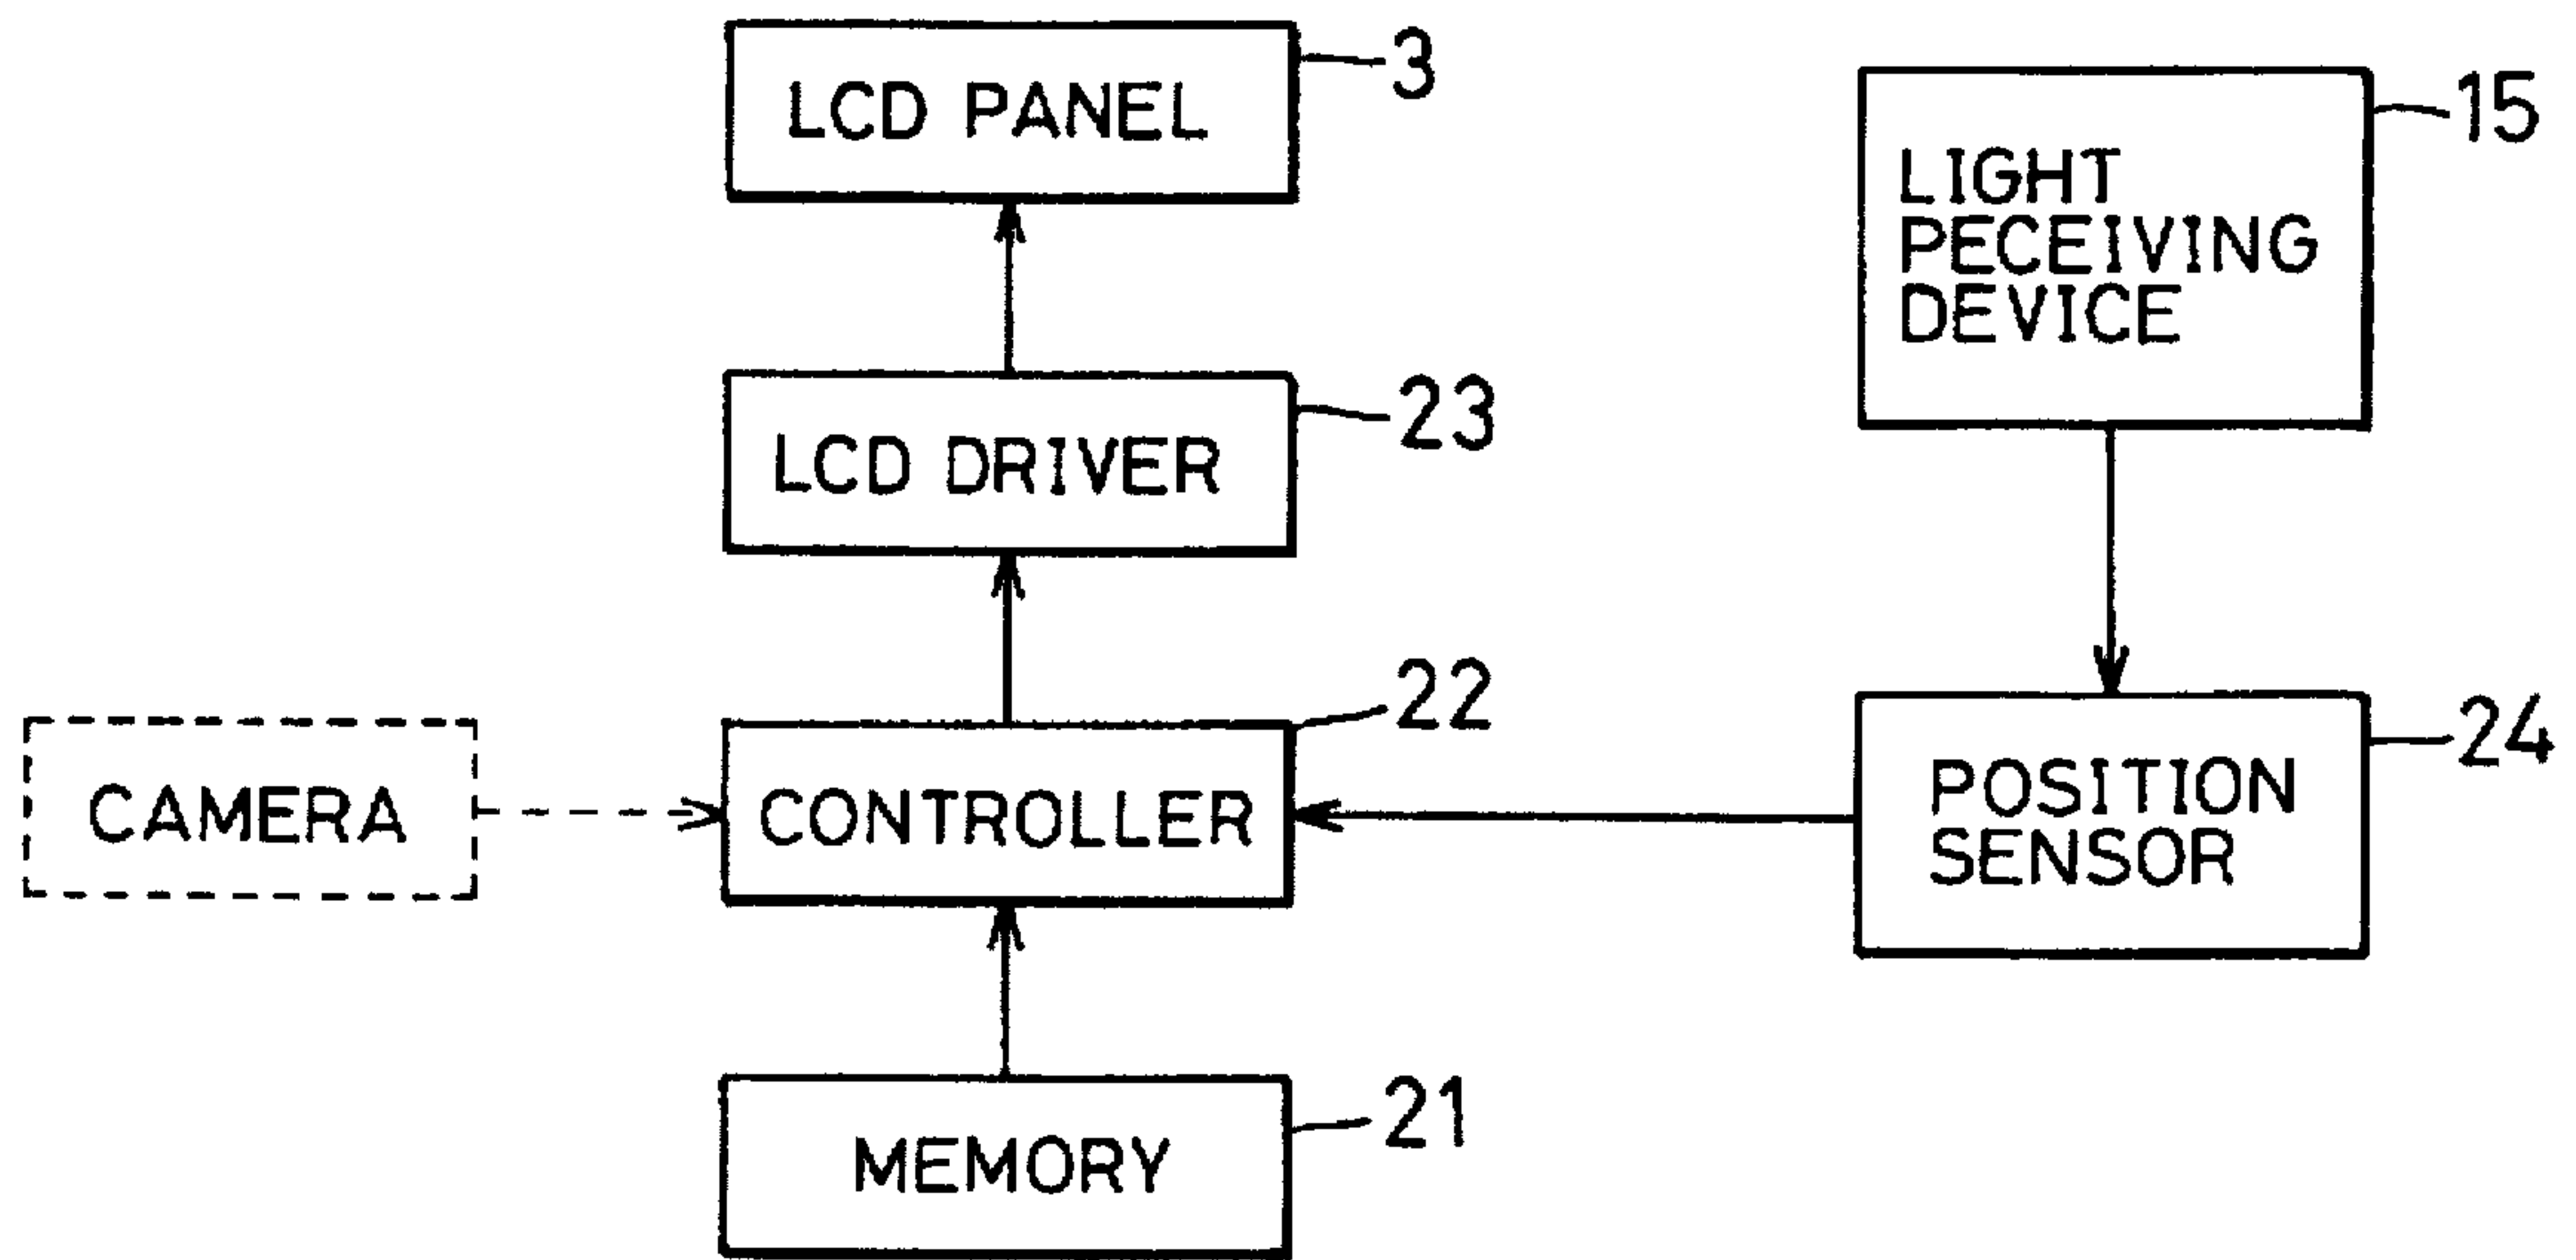 LCD PANEL
3
LIGHT
PECEIVING
DEVICE
15
LCD DRIVER
23
CAMERA
CONTROLLER
22
POSITION
SENSOR
24
MEMORY
21